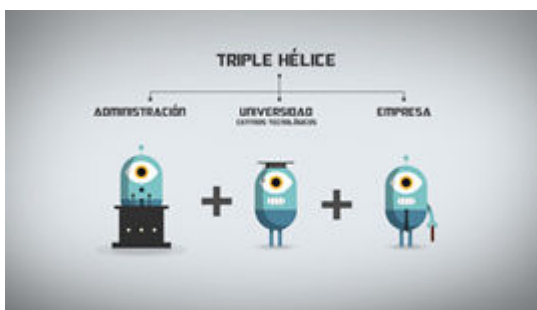 TRIPLE HÉLICE
ADMINISTRACIÓN
UNIVERSIDAD
CENTROS TECNOLÓGICOS
EMPRESA